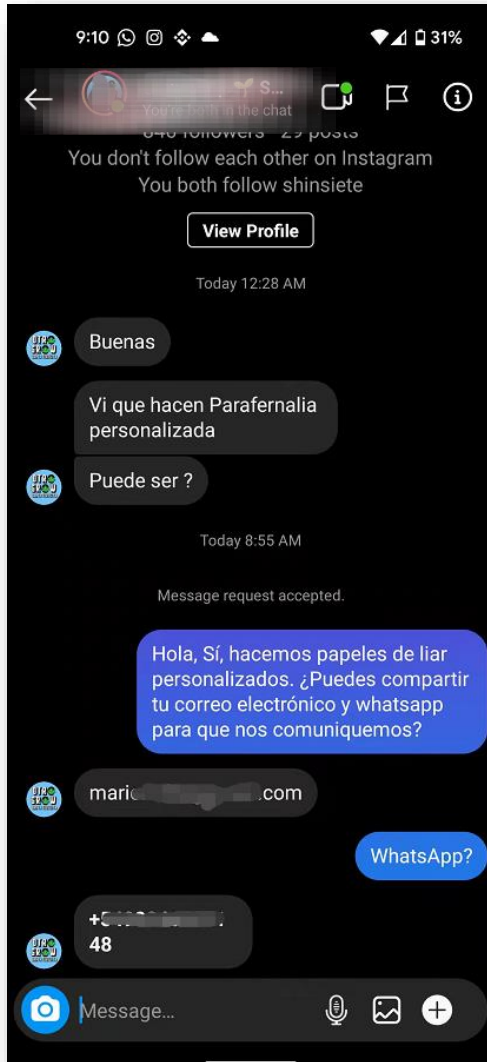 9:10
31%
S...
You're both in the chat
followers 29 posts
You don't follow each other on Instagram
You both follow shinsiete
View Profile
Today 12:28 AM
Buenas
Vi que hacen Parafernalia
personalizada
Puede ser ?
Today 8:55 AM
Message request accepted.
Hola, Sí, hacemos papeles de liar
personalizados. ¿Puedes compartir
tu correo electrónico y whatsapp
para que nos comuniquemos?
.com
WhatsApp?
48
Message...